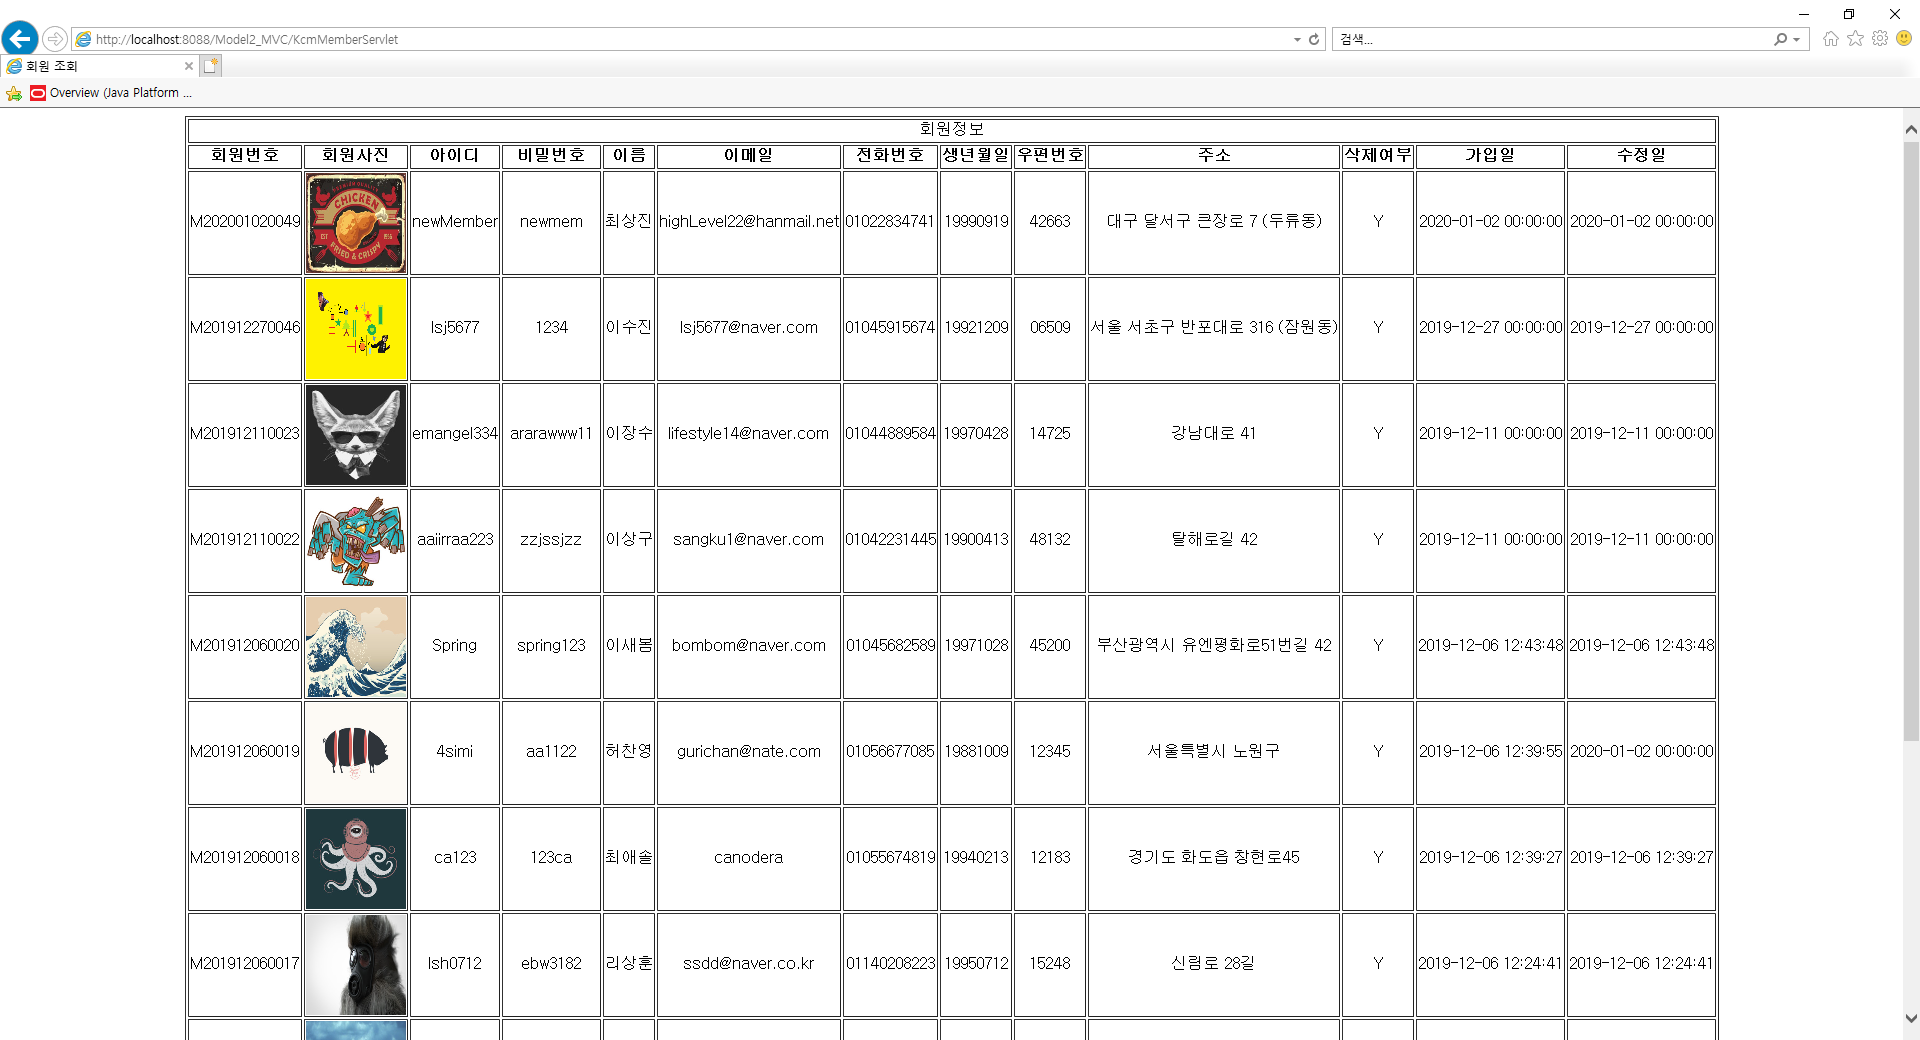 http://localhost:8088/Model2_MVC/KcmMemberServlet
검색...
회원 조회
Overview (Java Platform ...
회원정보
회원번호 회원사진 아이디 비밀번호 이름 이메일 전화번호 생년월일 우편번호 주소 삭제여부 가입일 수정일
CHICKEN
FRIED & CRISPY
M202001020049 newMember newmem 최상진 highLevel22@hanmail.net 01022834741 19990919 42663 대구 달서구 큰장로 7 (두류동) Y 2020-01-02 00:00:00 2020-01-02 00:00:00
M201912270046 lsj5677 1234 이수진 lsj5677@naver.com 01045915674 19921209 06509 서울 서초구 반포대로 316 (잠원동) Y 2019-12-27 00:00:00 2019-12-27 00:00:00
M201912110023 emangel334 ararawww11 이장수 lifestyle14@naver.com 01044889584 19970428 14725 강남대로 41 Y 2019-12-11 00:00:00 2019-12-11 00:00:00
M201912110022 aaiirraa223 zzjssjzz 이상구 sangku1@naver.com 01042231445 19900413 48132 탈해로길 42 Y 2019-12-11 00:00:00 2019-12-11 00:00:00
M201912060020 Spring spring123 이새봄 bombom@naver.com 01045682589 19971028 45200 부산광역시 유엔평화로51번길 42 Y 2019-12-06 12:43:48 2019-12-06 12:43:48
M201912060019 4simi aa1122 허찬영 gurichan@nate.com 01056677085 19881009 12345 서울특별시 노원구 Y 2019-12-06 12:39:55 2020-01-02 00:00:00
M201912060018 ca123 123ca 최애솔 canodera 01055674819 19940213 12183 경기도 화도읍 창현로45 Y 2019-12-06 12:39:27 2019-12-06 12:39:27
M201912060017 lsh0712 ebw3182 리상훈 ssdd@naver.co.kr 01140208223 19950712 15248 신림로 28길 Y 2019-12-06 12:24:41 2019-12-06 12:24:41